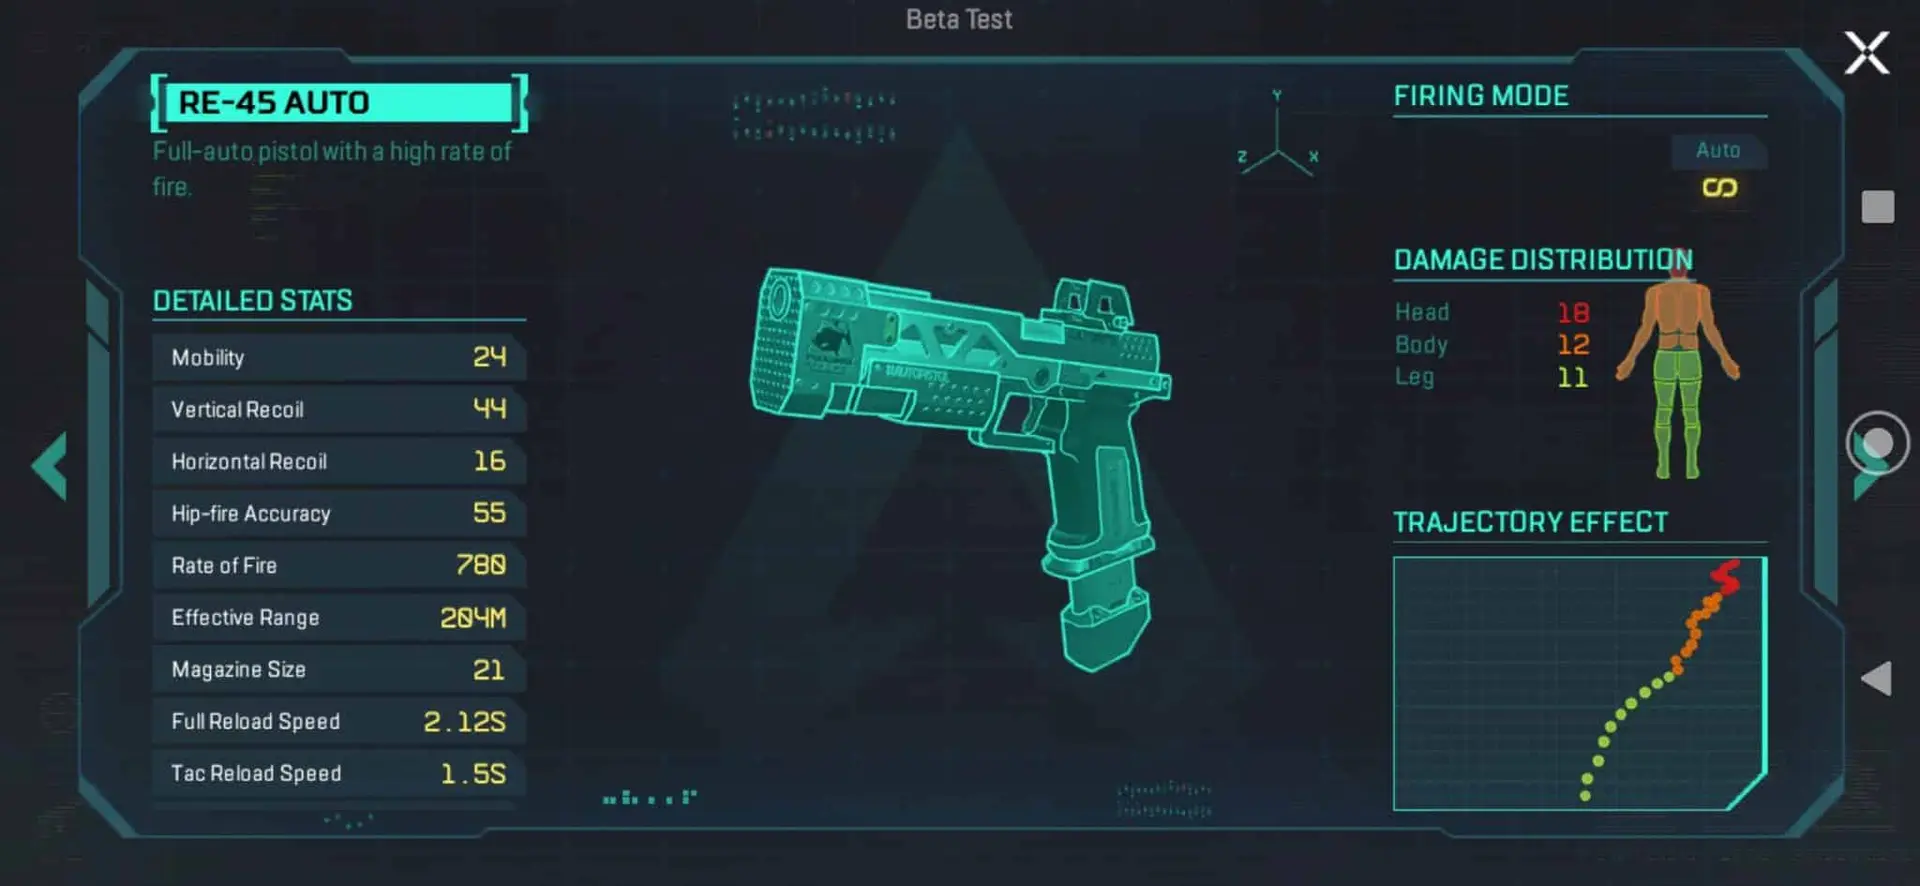 Beta Test
RE-45 AUTO
Full-auto pistol with a high rate of
fire.
DETAILED STATS
Mobility 24
Vertical Recoil 44
Horizontal Recoil 16
Hip-fire Accuracy 55
Rate of Fire 780
Effective Range 204M
Magazine Size 21
Full Reload Speed 2.12S
Tac Reload Speed 1.5S
Y
Z X
FIRING MODE
Auto
DAMAGE DISTRIBUTION
Head 18
Body 12
Leg 11
TRAJECTORY EFFECT